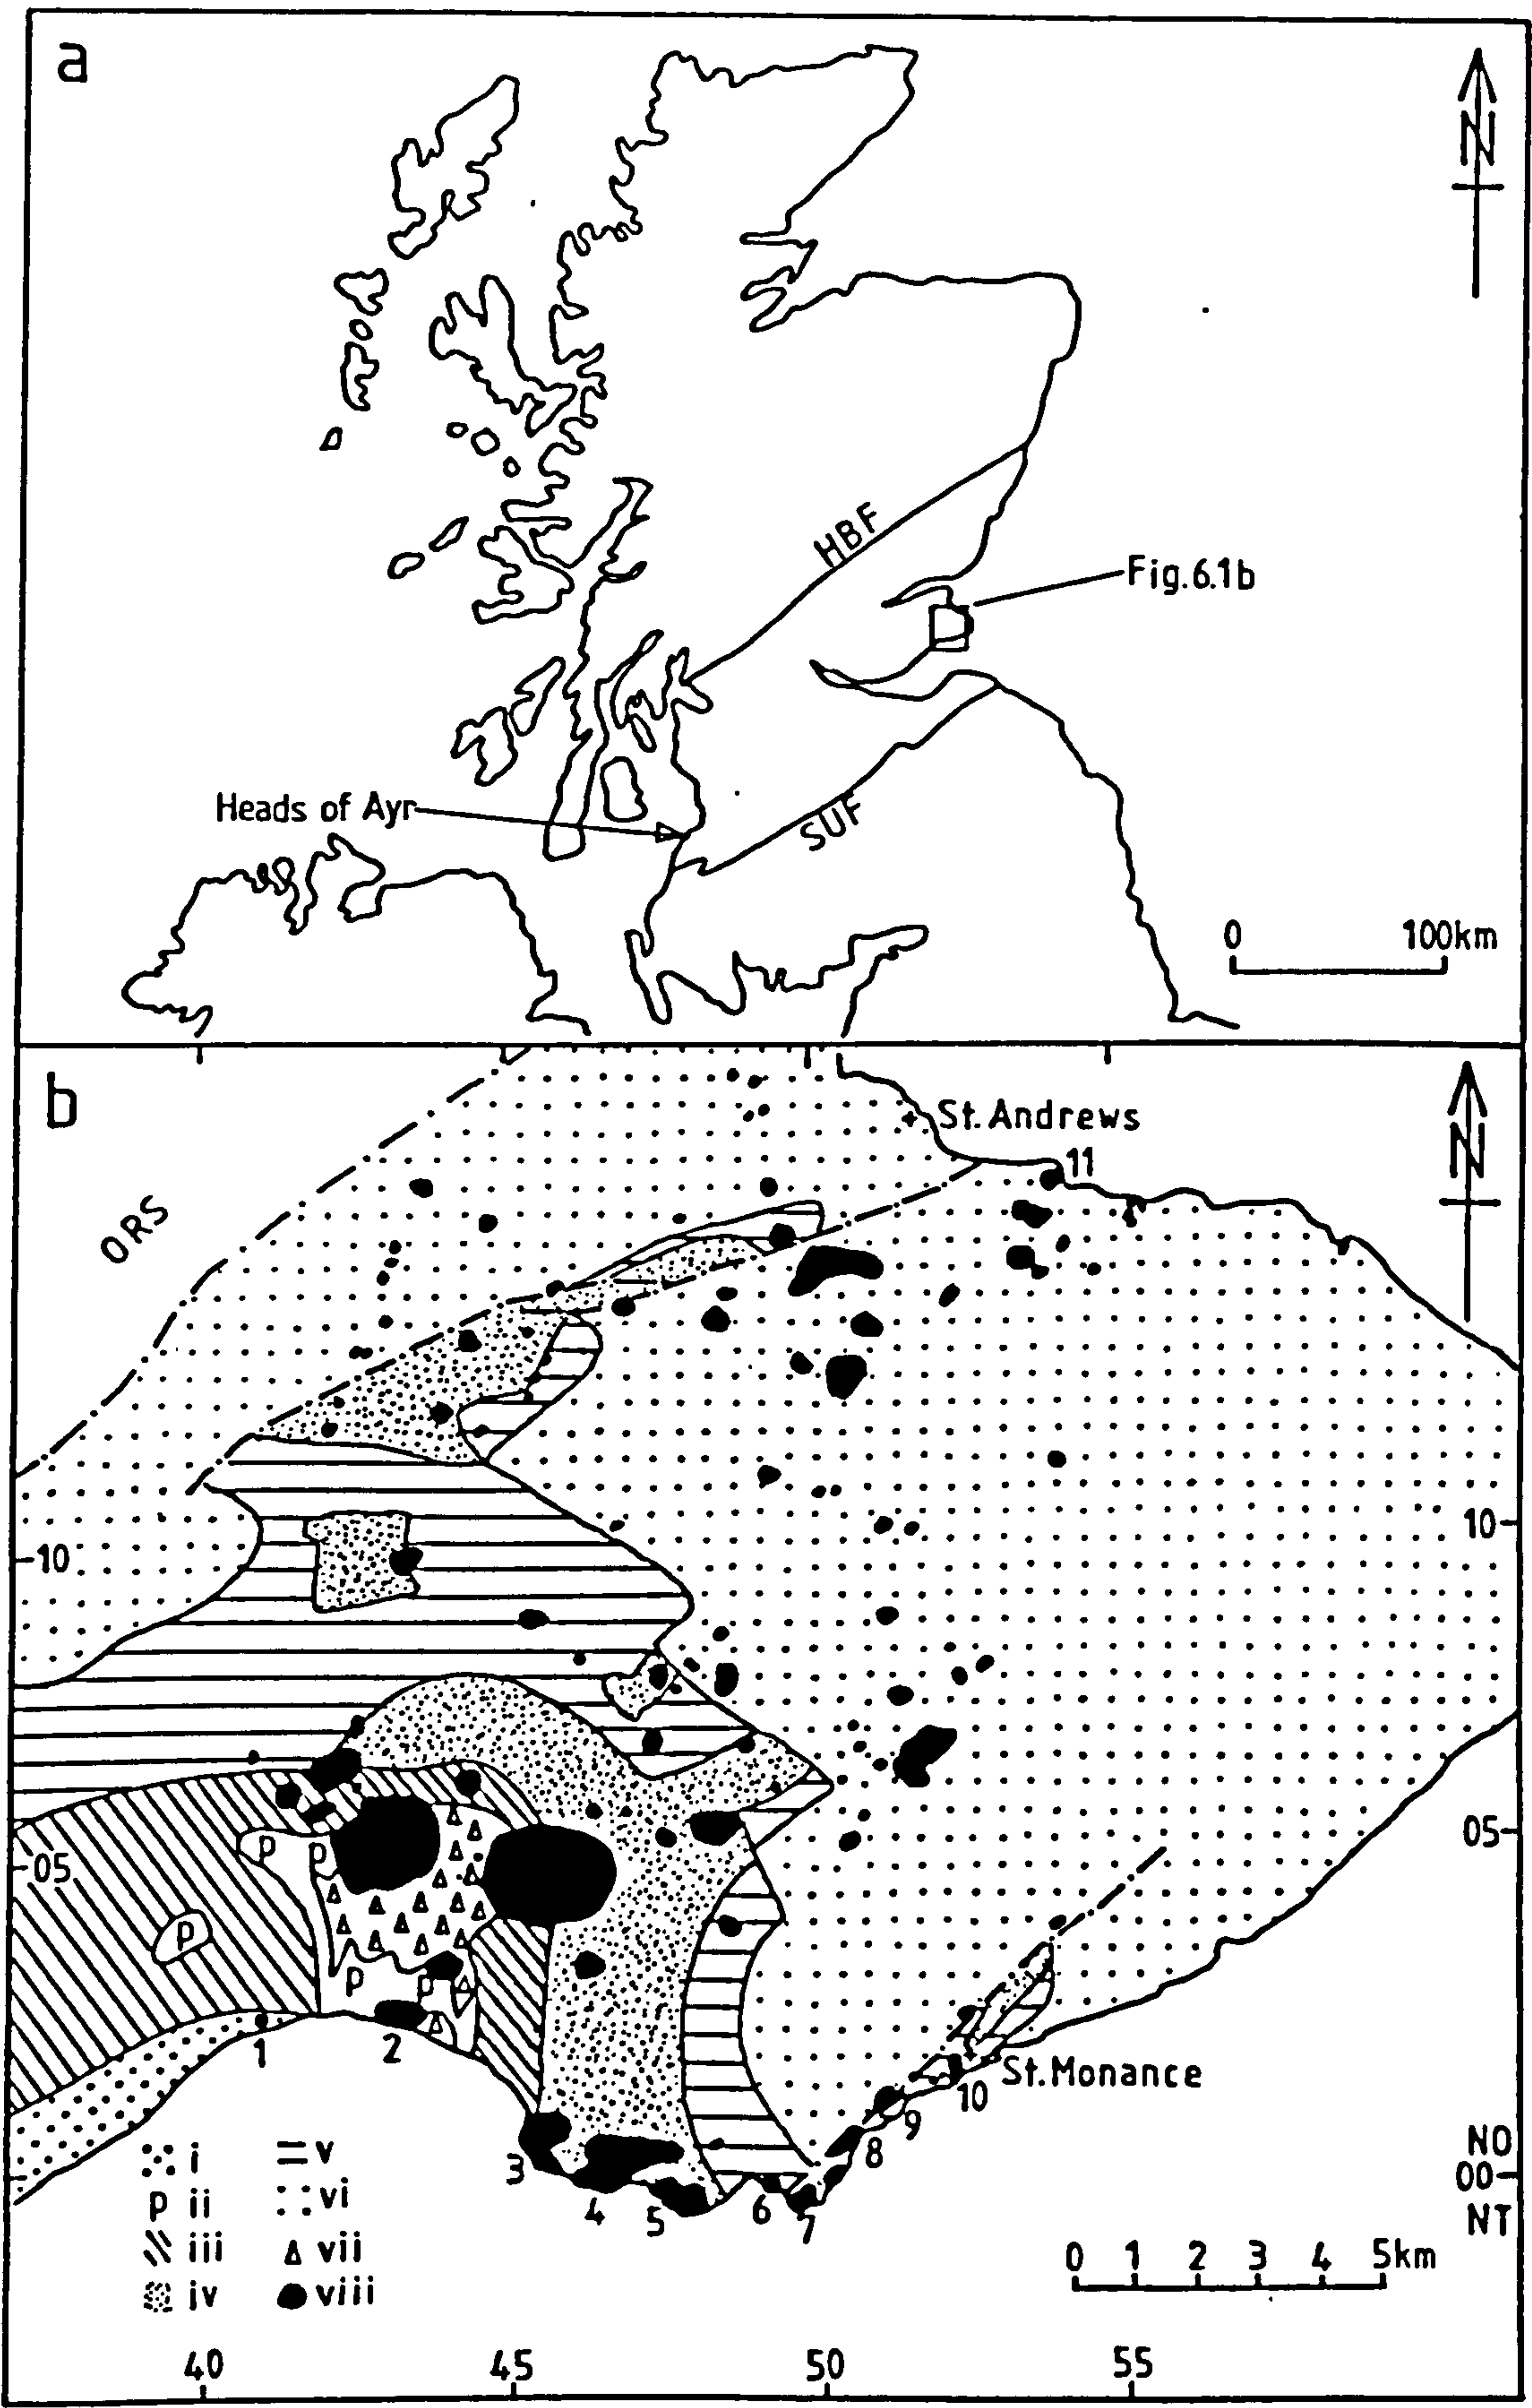 a
N
HBF
Fig.6.1b
Heads of Ayr
SUF
0 100km
b
N
St.Andrews
11
ORS
10
10
05
05
P
P
P
P
P
1
2
St.Monance
10
9
8
3
4
5
6
7
NO
00
NT
i v
P ii vi
iii vii
iv viii
0 1 2 3 4 5km
40 45 50 55